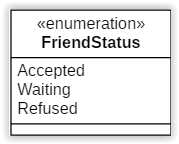 «enumeration»
FriendStatus
Accepted
Waiting
Refused